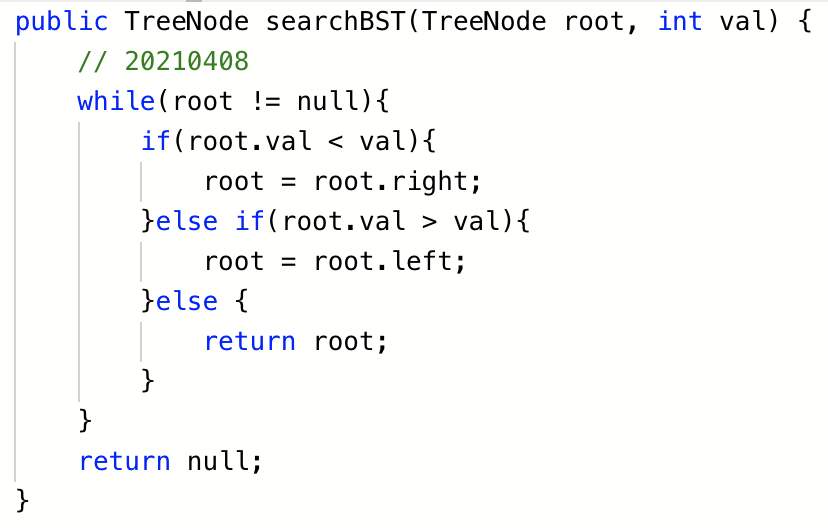 public TreeNode searchBST(TreeNode root, int val) {
    // 20210408
    while(root != null){
        if(root.val < val){
            root = root.right;
        }else if(root.val > val){
            root = root.left;
        }else {
            return root;
        }
    }
    return null;
}